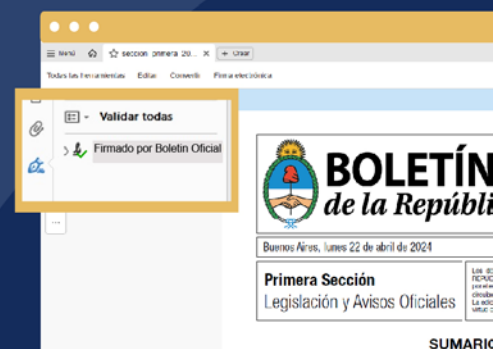 Menú
seccion_primera_20...
+ Crear
Todas las herramientas Editar Convertir Firma electrónica
Validar todas
Firmado por Boletin Oficial
BOLETÍN
de la Repúbli
Buenos Aires, lunes 22 de abril de 2024
Primera Sección
Legislación y Avisos Oficiales
SUMARIO